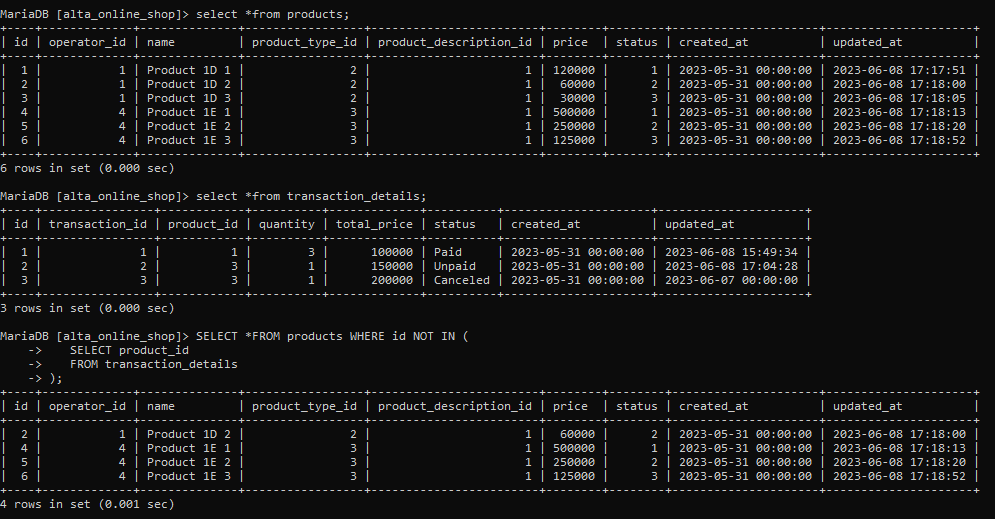 MariaDB [alta_online_shop]> select *from products;
+----+-------------+---------------+-----------------+------------------------+--------+--------+---------------------+---------------------+
| id | operator_id | name          | product_type_id | product_description_id | price  | status | created_at          | updated_at          |
+----+-------------+---------------+-----------------+------------------------+--------+--------+---------------------+---------------------+
|  1 |           1 | Product 1D 1  |               2 |                      1 | 120000 |      1 | 2023-05-31 00:00:00 | 2023-06-08 17:17:51 |
|  2 |           1 | Product 1D 2  |               2 |                      1 |  60000 |      2 | 2023-05-31 00:00:00 | 2023-06-08 17:18:00 |
|  3 |           1 | Product 1D 3  |               2 |                      1 |  30000 |      3 | 2023-05-31 00:00:00 | 2023-06-08 17:18:05 |
|  4 |           4 | Product 1E 1  |               3 |                      1 | 500000 |      1 | 2023-05-31 00:00:00 | 2023-06-08 17:18:13 |
|  5 |           4 | Product 1E 2  |               3 |                      1 | 250000 |      2 | 2023-05-31 00:00:00 | 2023-06-08 17:18:20 |
|  6 |           4 | Product 1E 3  |               3 |                      1 | 125000 |      3 | 2023-05-31 00:00:00 | 2023-06-08 17:18:52 |
+----+-------------+---------------+-----------------+------------------------+--------+--------+---------------------+---------------------+
6 rows in set (0.000 sec)
MariaDB [alta_online_shop]> select *from transaction_details;
+----+----------------+------------+----------+-------------+----------+---------------------+---------------------+
| id | transaction_id | product_id | quantity | total_price | status   | created_at          | updated_at          |
+----+----------------+------------+----------+-------------+----------+---------------------+---------------------+
|  1 |              1 |          1 |        3 |      100000 | Paid     | 2023-05-31 00:00:00 | 2023-06-08 15:49:34 |
|  2 |              2 |          3 |        1 |      150000 | Unpaid   | 2023-05-31 00:00:00 | 2023-06-08 17:04:28 |
|  3 |              3 |          3 |        1 |      200000 | Canceled | 2023-05-31 00:00:00 | 2023-06-07 00:00:00 |
+----+----------------+------------+----------+-------------+----------+---------------------+---------------------+
3 rows in set (0.000 sec)
MariaDB [alta_online_shop]> SELECT *FROM products WHERE id NOT IN (
    ->    SELECT product_id
    ->    FROM transaction_details
    -> );
+----+-------------+---------------+-----------------+------------------------+--------+--------+---------------------+---------------------+
| id | operator_id | name          | product_type_id | product_description_id | price  | status | created_at          | updated_at          |
+----+-------------+---------------+-----------------+------------------------+--------+--------+---------------------+---------------------+
|  2 |           1 | Product 1D 2  |               2 |                      1 |  60000 |      2 | 2023-05-31 00:00:00 | 2023-06-08 17:18:00 |
|  4 |           4 | Product 1E 1  |               3 |                      1 | 500000 |      1 | 2023-05-31 00:00:00 | 2023-06-08 17:18:13 |
|  5 |           4 | Product 1E 2  |               3 |                      1 | 250000 |      2 | 2023-05-31 00:00:00 | 2023-06-08 17:18:20 |
|  6 |           4 | Product 1E 3  |               3 |                      1 | 125000 |      3 | 2023-05-31 00:00:00 | 2023-06-08 17:18:52 |
+----+-------------+---------------+-----------------+------------------------+--------+--------+---------------------+---------------------+
4 rows in set (0.001 sec)